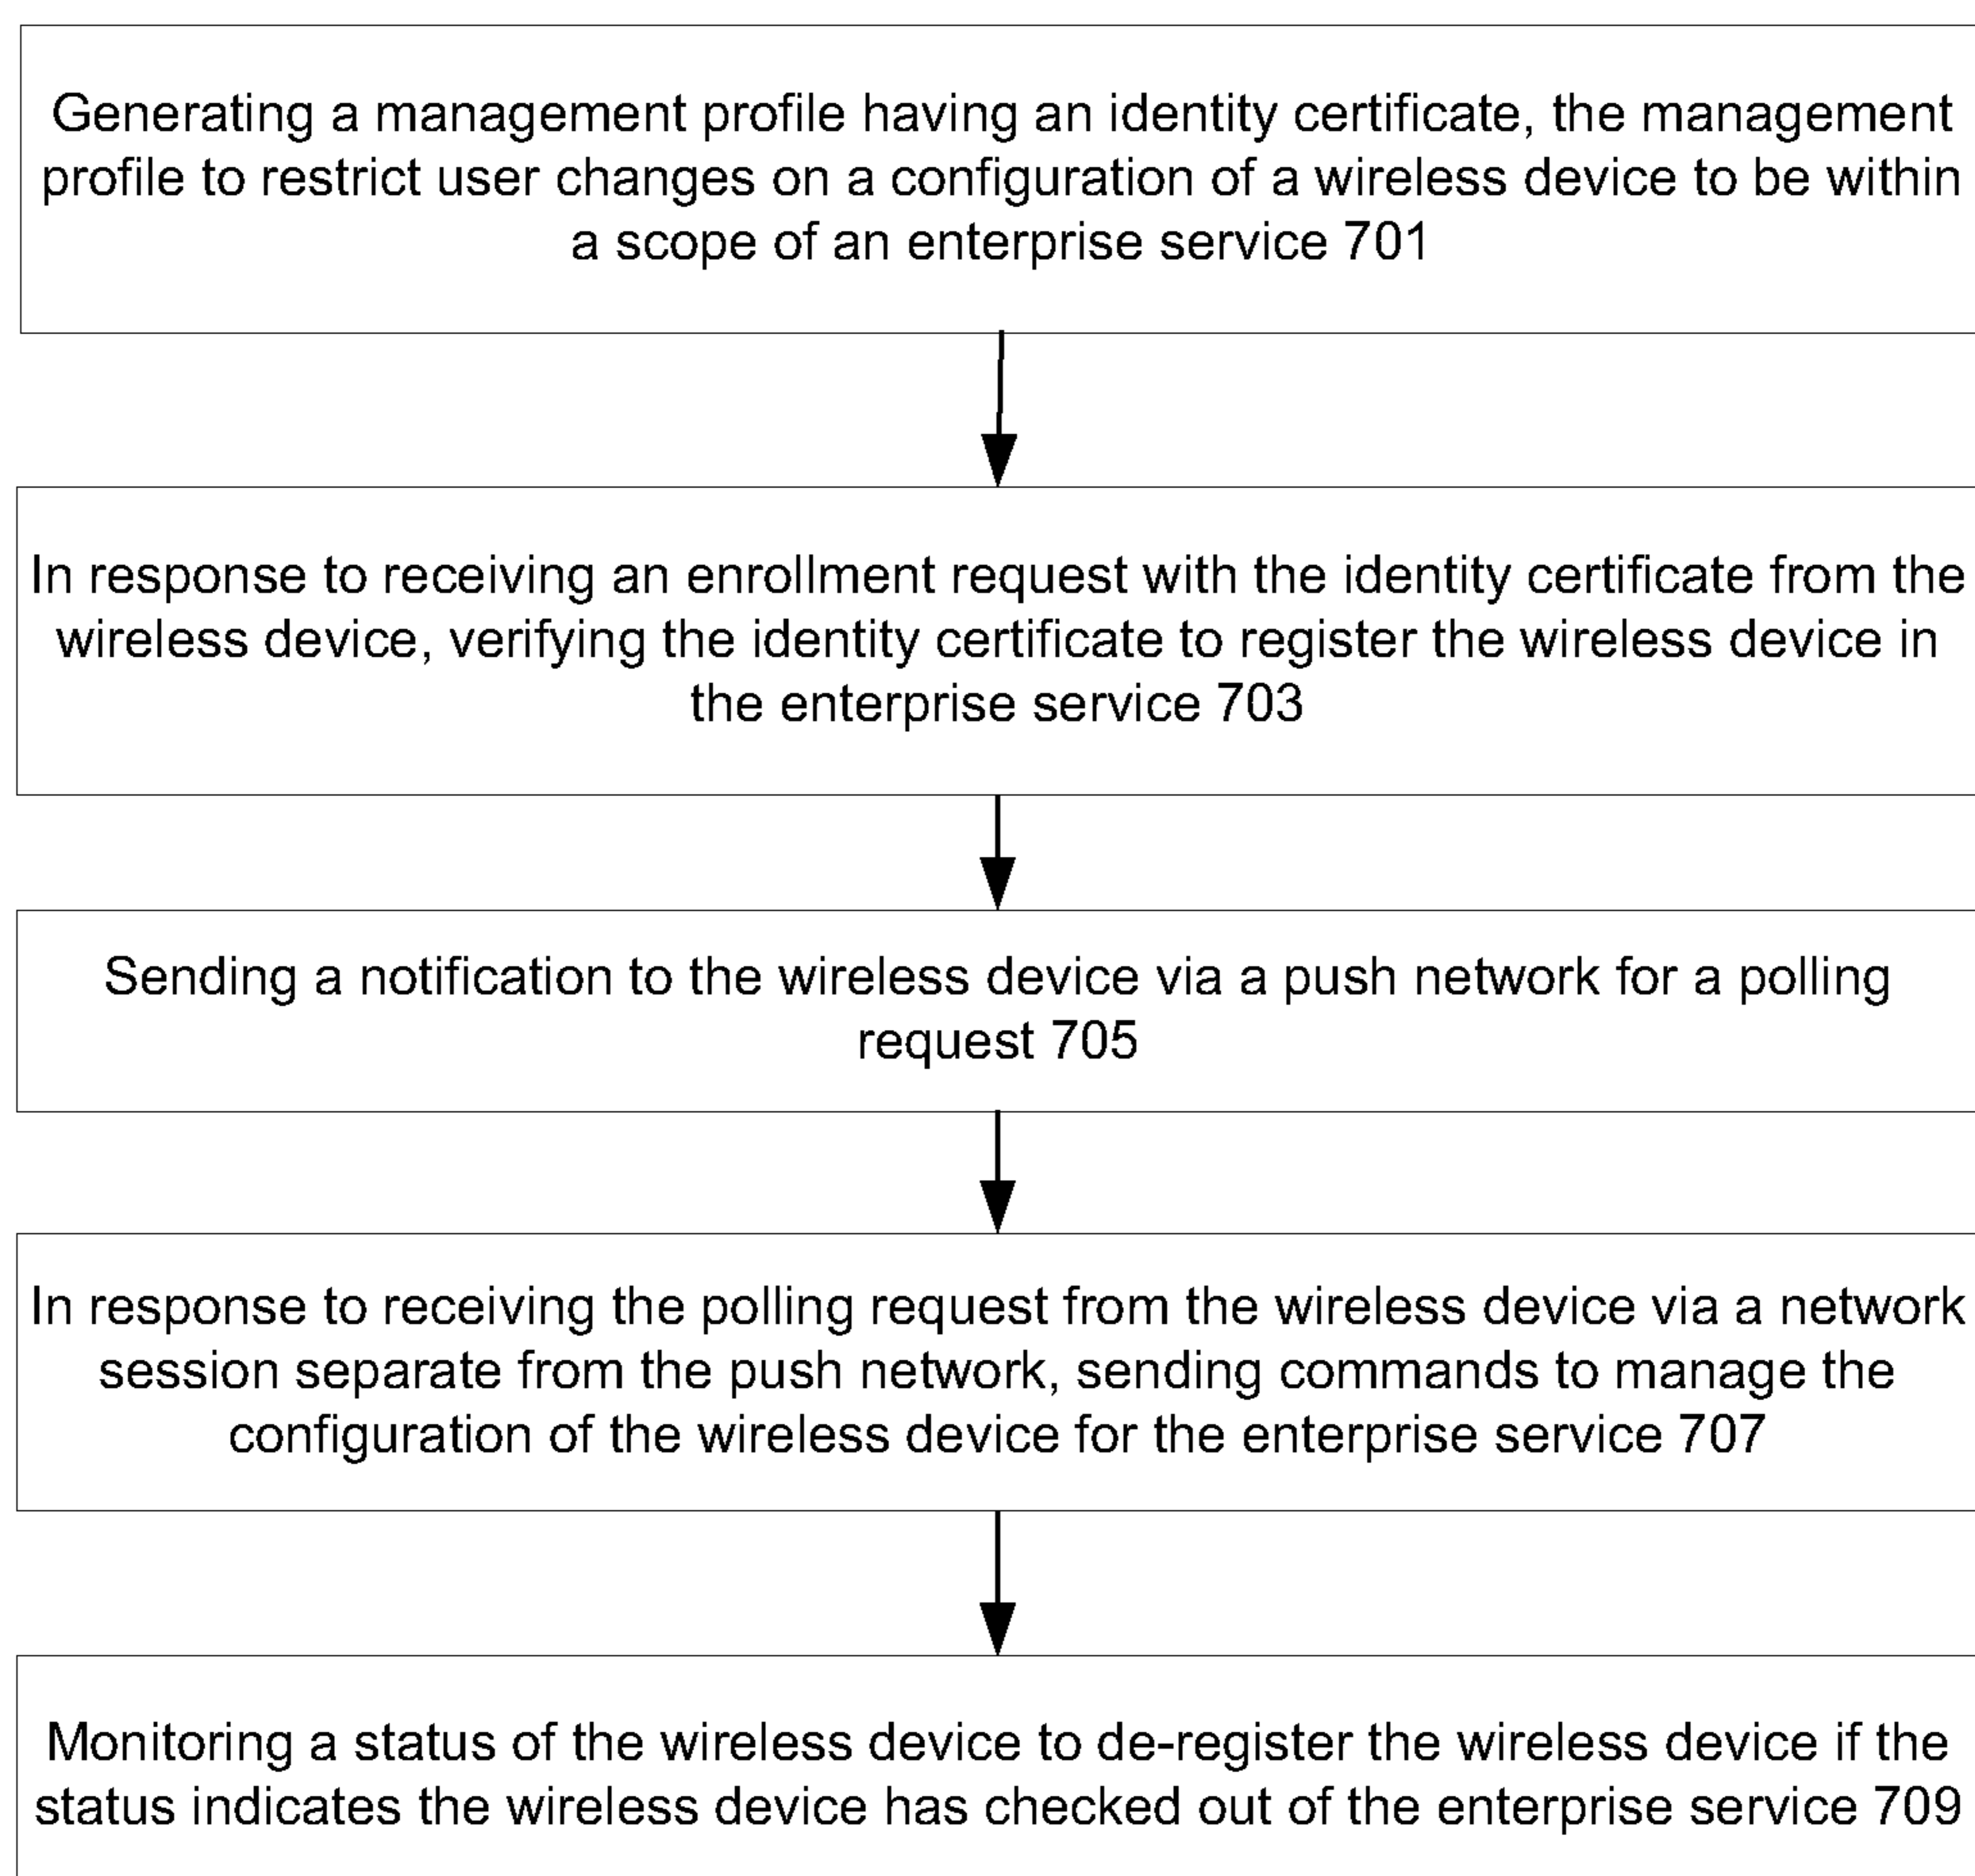 Generating a management profile having an identity certificate, the management
profile to restrict user changes on a configuration of a wireless device to be within
a scope of an enterprise service 701
In response to receiving an enrollment request with the identity certificate from the
wireless device, verifying the identity certificate to register the wireless device in
the enterprise service 703
Sending a notification to the wireless device via a push network for a polling
request 705
In response to receiving the polling request from the wireless device via a network
session separate from the push network, sending commands to manage the
configuration of the wireless device for the enterprise service 707
Monitoring a status of the wireless device to de-register the wireless device if the
status indicates the wireless device has checked out of the enterprise service 709